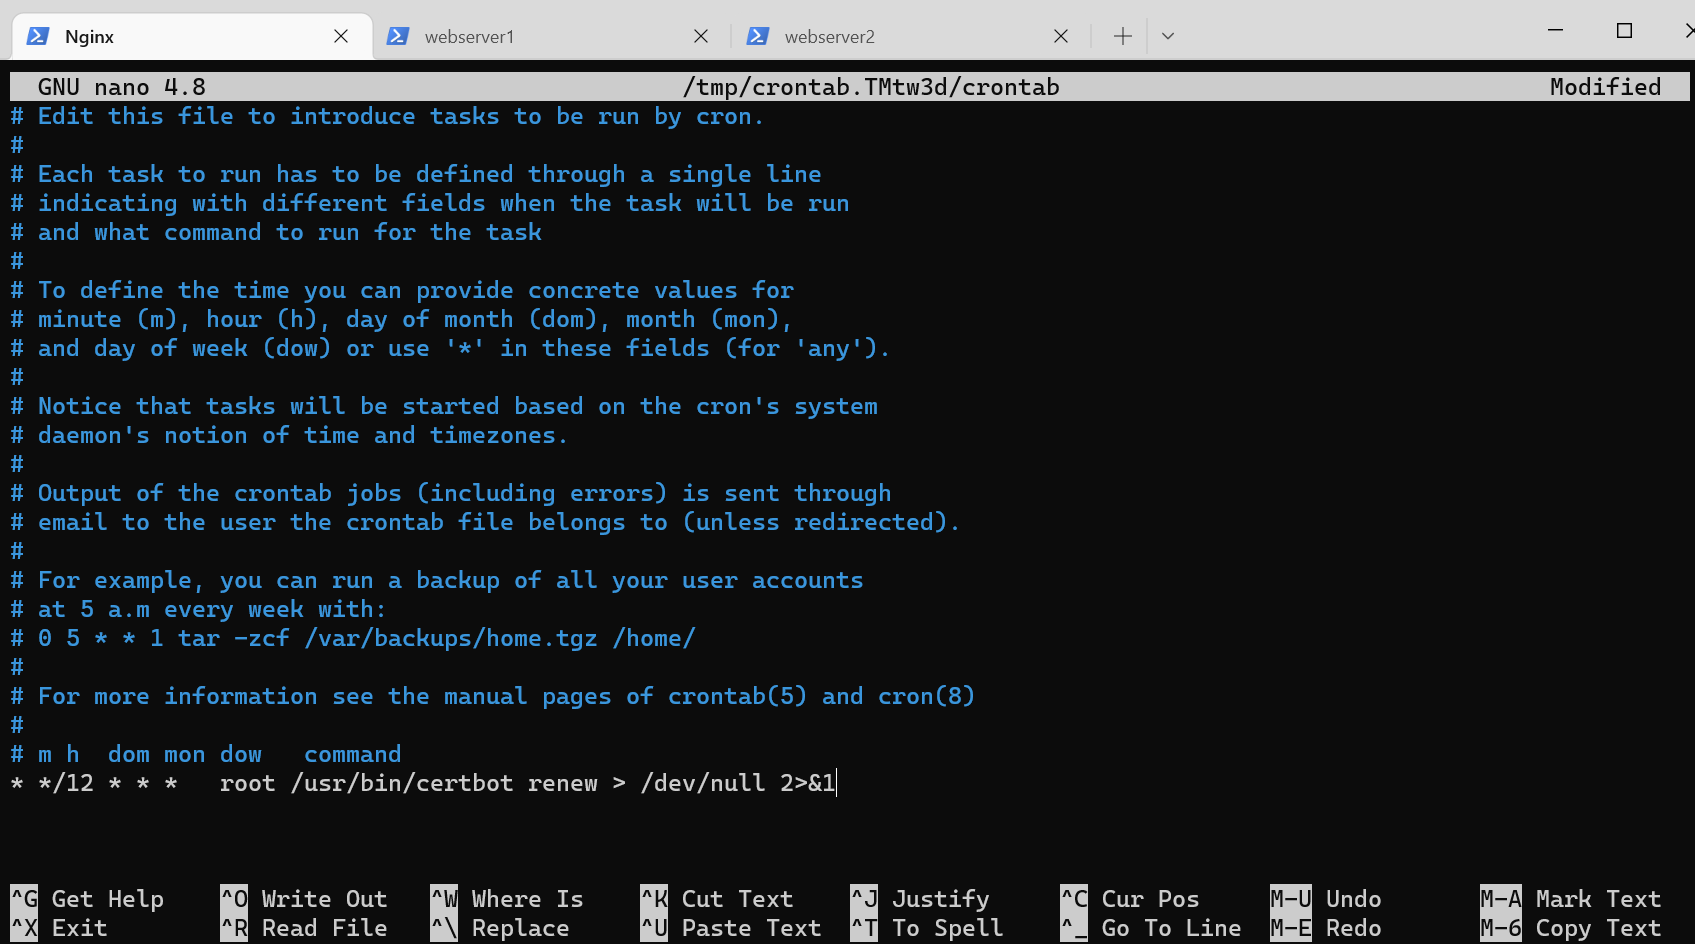 Nginx webserver1 webserver2
GNU nano 4.8 /tmp/crontab.TMtw3d/crontab Modified
# Edit this file to introduce tasks to be run by cron.
#
# Each task to run has to be defined through a single line
# indicating with different fields when the task will be run
# and what command to run for the task
#
# To define the time you can provide concrete values for
# minute (m), hour (h), day of month (dom), month (mon),
# and day of week (dow) or use '*' in these fields (for 'any').
#
# Notice that tasks will be started based on the cron's system
# daemon's notion of time and timezones.
#
# Output of the crontab jobs (including errors) is sent through
# email to the user the crontab file belongs to (unless redirected).
#
# For example, you can run a backup of all your user accounts
# at 5 a.m every week with:
# 0 5 * * 1 tar -zcf /var/backups/home.tgz /home/
#
# For more information see the manual pages of crontab(5) and cron(8)
#
# m h  dom mon dow   command
* */12 * * *   root /usr/bin/certbot renew > /dev/null 2>&1
^G Get Help ^O Write Out ^W Where Is ^K Cut Text ^J Justify ^C Cur Pos M-U Undo M-A Mark Text
^X Exit ^R Read File ^\ Replace ^U Paste Text ^T To Spell ^_ Go To Line M-E Redo M-6 Copy Text